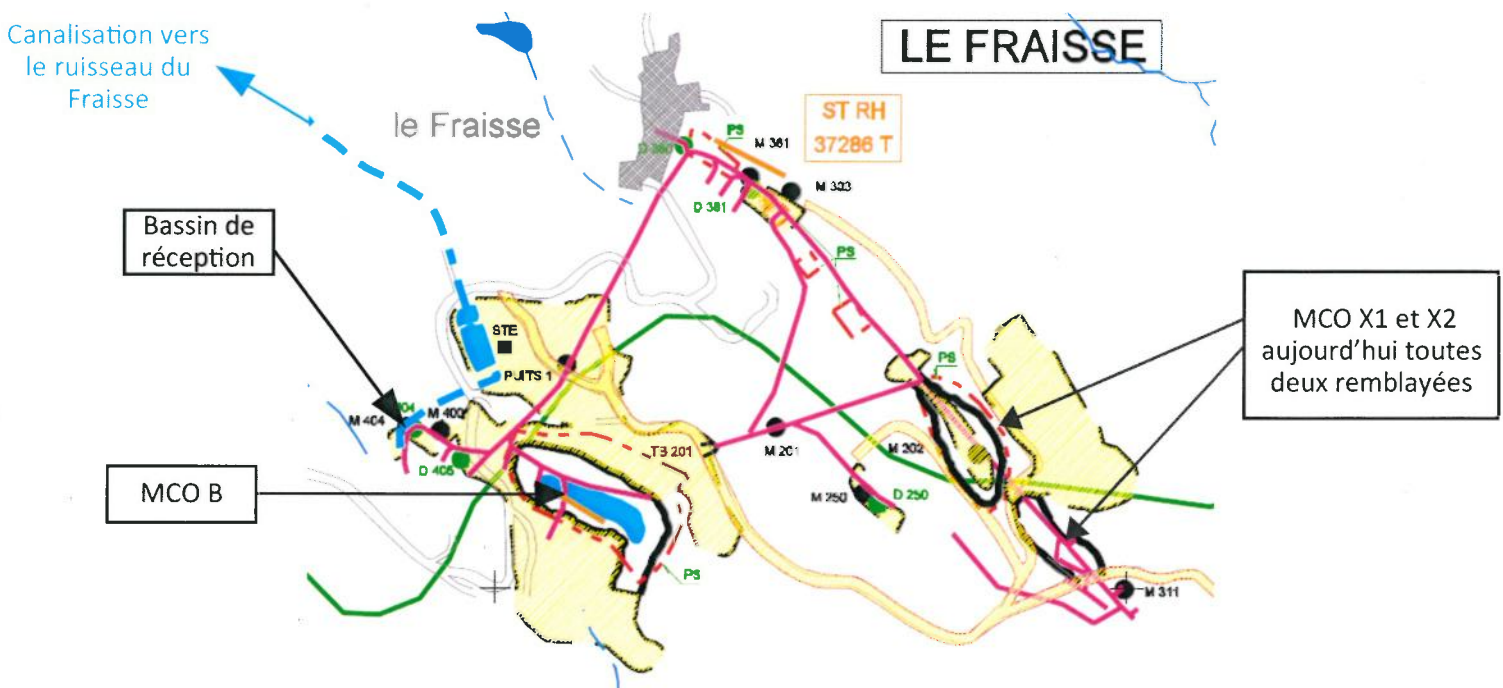 Canalisation vers
le ruisseau du
Fraisse
LE FRAISSE
le Fraisse
ST RH
37286 T
PS
M 361
D 380
M 303
D 381
PS
Bassin de
réception
STE
PUITS 1
MCO X1 et X2
aujourd'hui toutes
deux remblayées
PS
M 404
M 400
D 405
TB 201
M 201
M 202
MCO B
M 250
D 250
PS
M 311